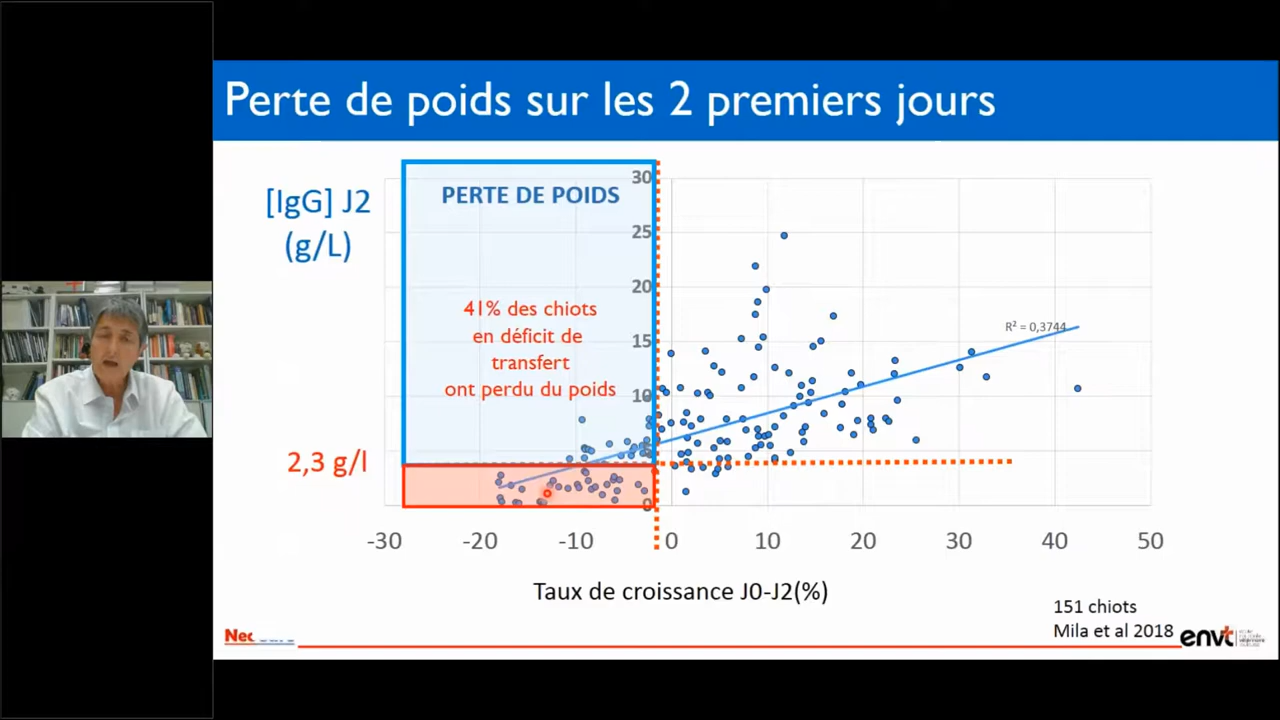 Perte de poids sur les 2 premiers jours
[IgG] J2
(g/L)
PERTE DE POIDS
41% des chiots
en déficit de
transfert
ont perdu du poids
2,3 g/l
30
25
20
15
10
0
R² = 0,3744
-30 -20 -10 0 10 20 30 40 50
Taux de croissance J0-J2(%)
151 chiots
Mila et al 2018
envt